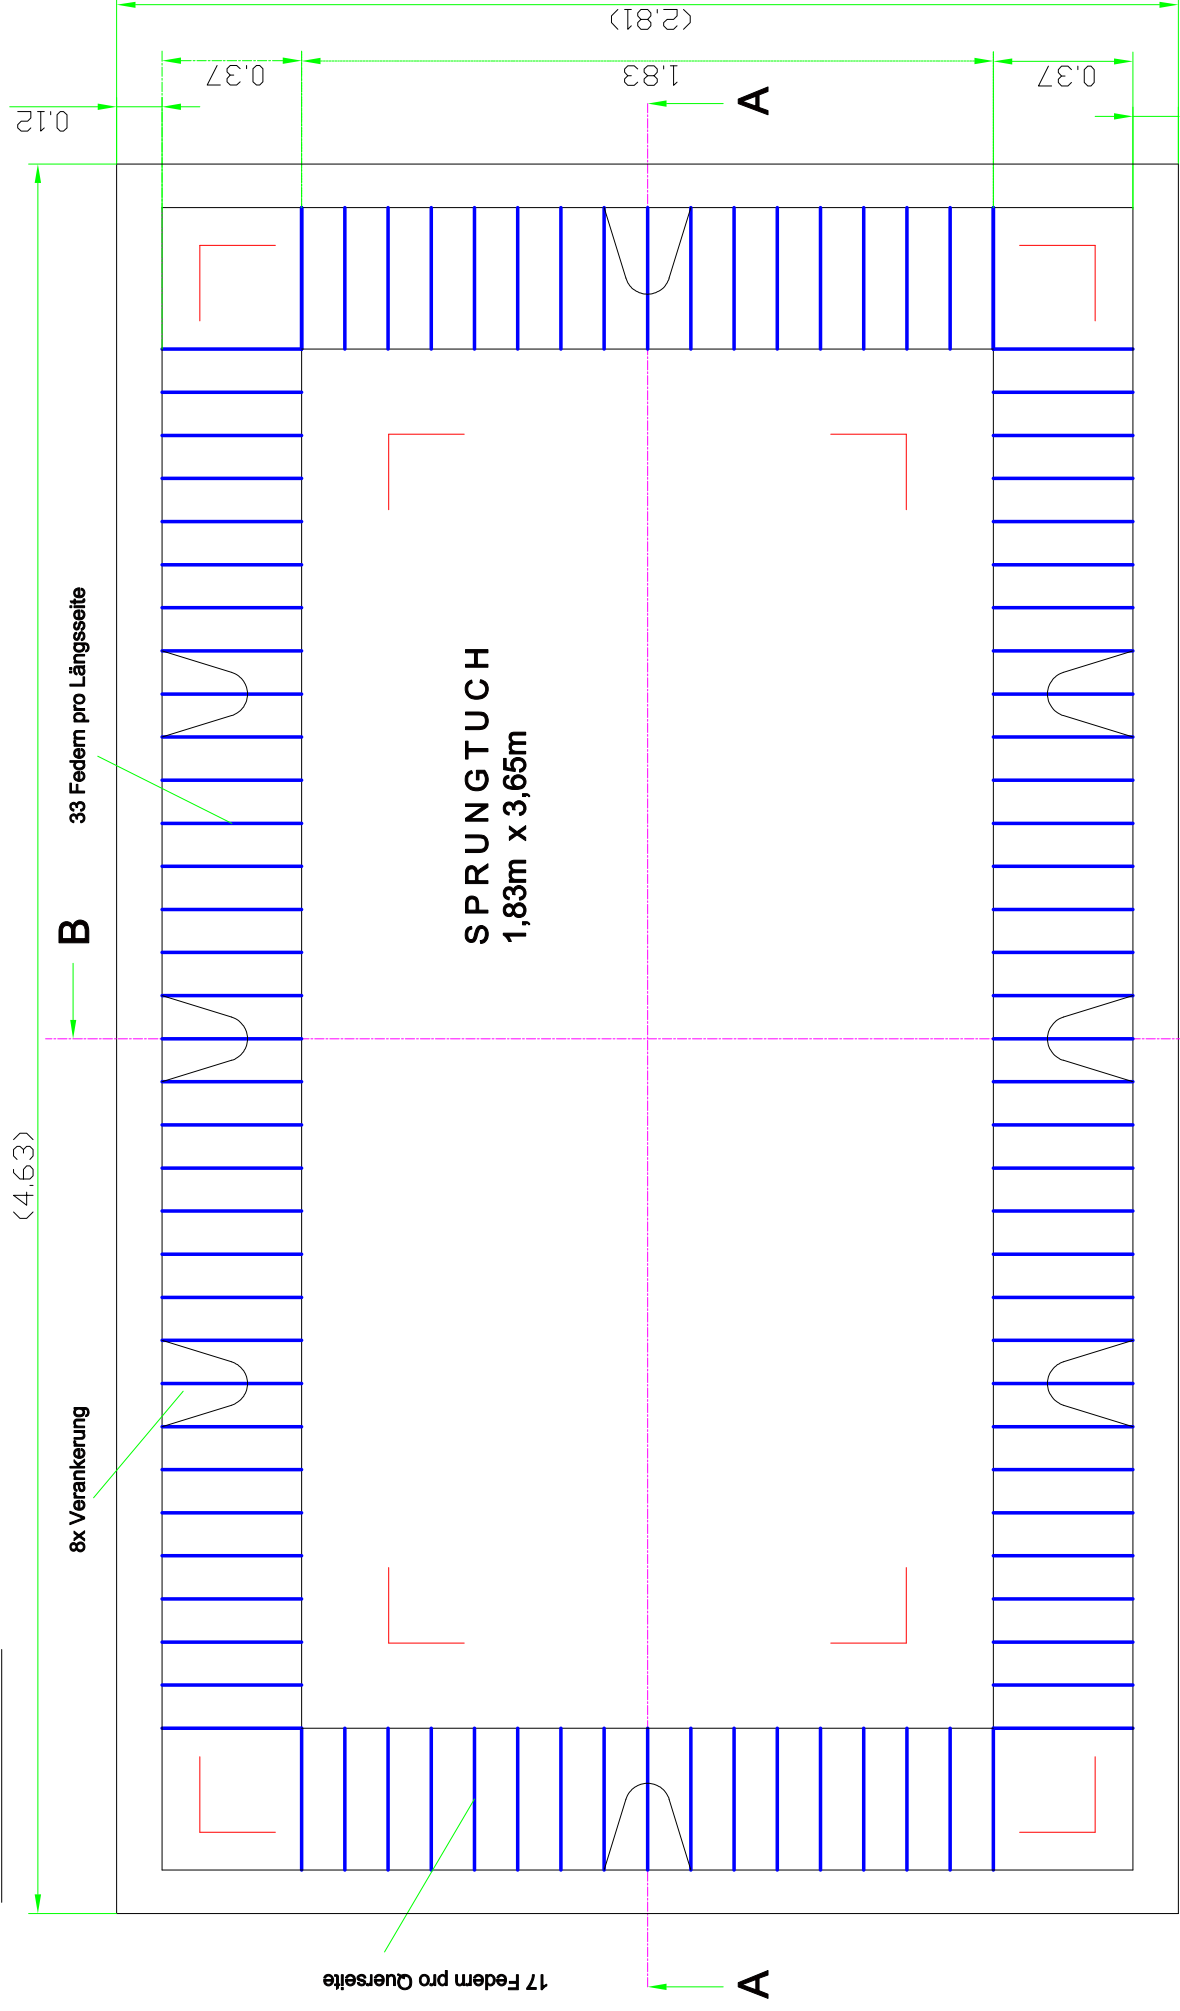 (4.63)
8x Verankerung
B
33 Federn pro Längsseite
0.12
0.37
1.83
0.37
(2.81)
SPRUNGTUCH
1,83m x 3,65m
A
A
17 Federn pro Querseite